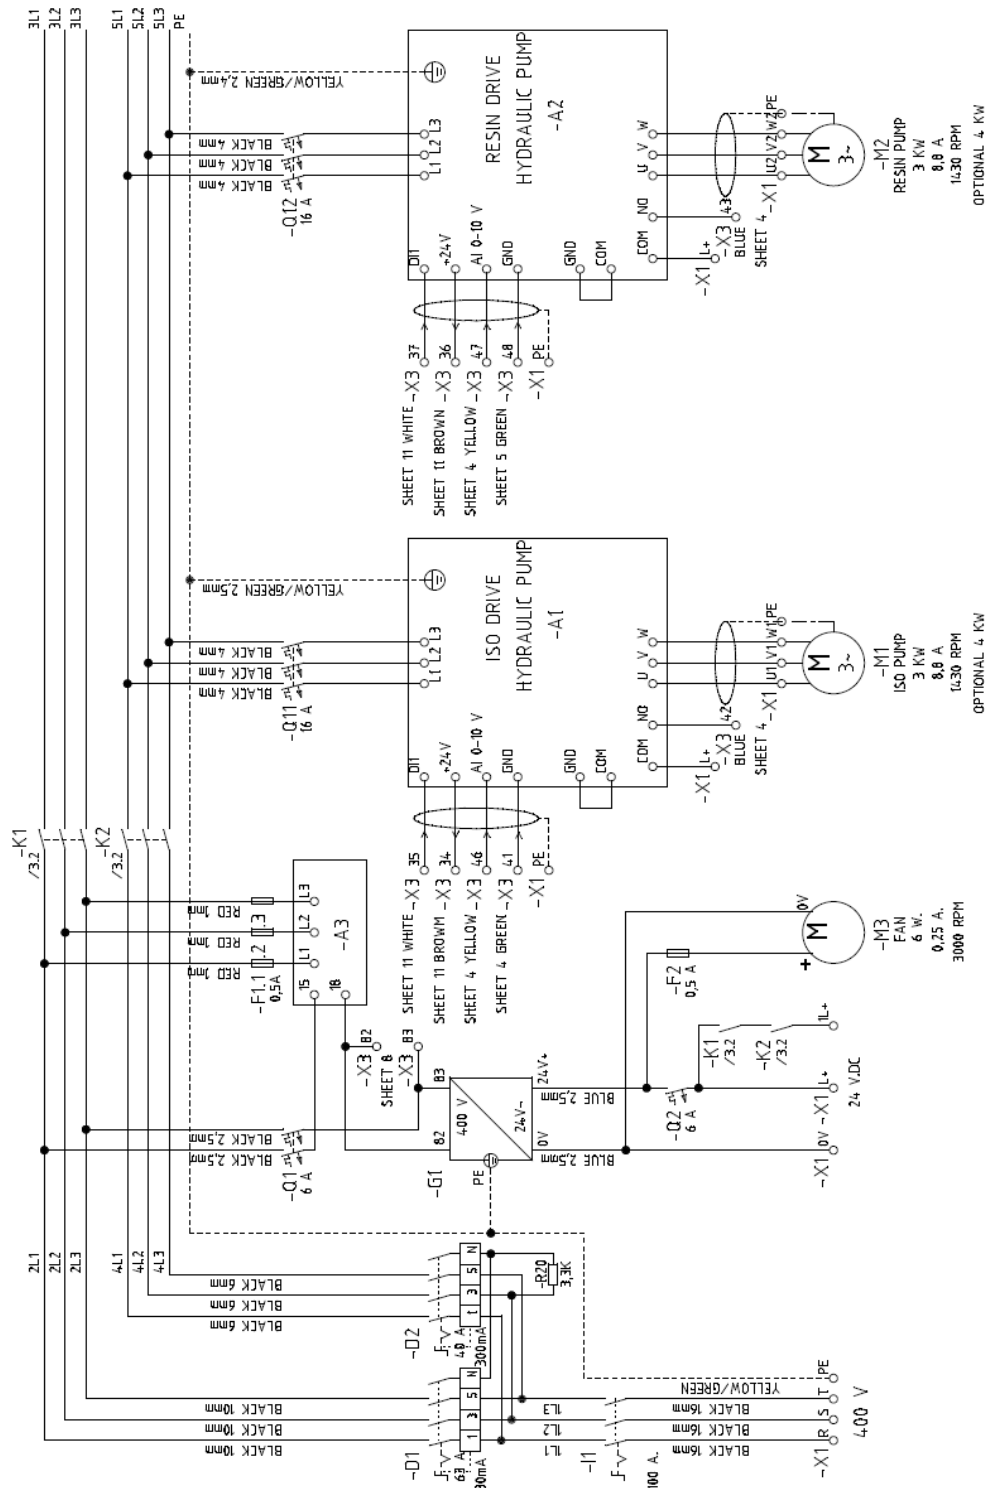 3L1
3L2
3L3
5L1
5L2
5L3
PE
YELLOW/GREEN 2,4mm
BLACK 4mm
BLACK 4mm
BLACK 4mm
-Q12
16 A
L1 L2 L3
RESIN DRIVE
HYDRAULIC PUMP
-A2
DI1
+24V
AI 0-10 V
GND
GND
COM
COM NO U V W
SHEET 11 WHITE -X3 37
SHEET 11 BROWN -X3 36
SHEET 4 YELLOW -X3 47
SHEET 5 GREEN 48
-X1 PE
-X1 L+
-X3 43
BLUE
SHEET 4
-X1 U2 V2 W2 PE
M
3~
-M2
RESIN PUMP
3 KW
8,8 A
1430 RPM
OPTIONAL 4 KW
YELLOW/GREEN 2,5mm
BLACK 4mm
BLACK 4mm
BLACK 4mm
-Q11
16 A
L1 L2 L3
ISO DRIVE
HYDRAULIC PUMP
-A1
DI1
+24V
AI 0-10 V
GND
GND
COM
COM NO U V W
SHEET 11 WHITE -X3 35
SHEET 11 BROWM -X3 34
SHEET 4 YELLOW -X3 46
SHEET 4 GREEN -X3 41
-X1 PE
-X1 L+
-X3 42
BLUE
SHEET 4
-X1 U1 V1 W1 PE
M
3~
-M1
ISO PUMP
3 KW
8,8 A
1430 RPM
OPTIONAL 4 KW
-K1
/3.2
-K2
/3.2
RED 1mm
RED 1mm
RED 1mm
-F1.1 .2 .3
0,5A
15 L1 L2 L3
18
-A3
-X3 82
SHEET 8
-X3 83
BLACK 2,5mm
BLACK 2,5mm
-Q1
6 A
-G1
82 83
400 V
24V~
PE
0V 24V+
BLUE 2,5mm
BLUE 2,5mm
-F2
0,5 A
-Q2
6 A
-K1
/3.2
-K2
/3.2
-X1 0V
-X1 L+
1L+
24 V.DC
+ 0V
M
-M3
FAN
6 W.
0,25 A.
3000 RPM
2L1
2L2
2L3
4L1
4L2
4L3
BLACK 6mm
BLACK 6mm
BLACK 6mm
-D2
40 A
300mA
1 3 5 N
-R20
3,3K
BLACK 10mm
BLACK 10mm
BLACK 10mm
-D1
63 A
30mA
1 3 5 N
1L1
1L2
1L3
-I1
100 A.
BLACK 16mm
BLACK 16mm
BLACK 16mm
YELLOW/GREEN
-X1 R S T PE
400 V